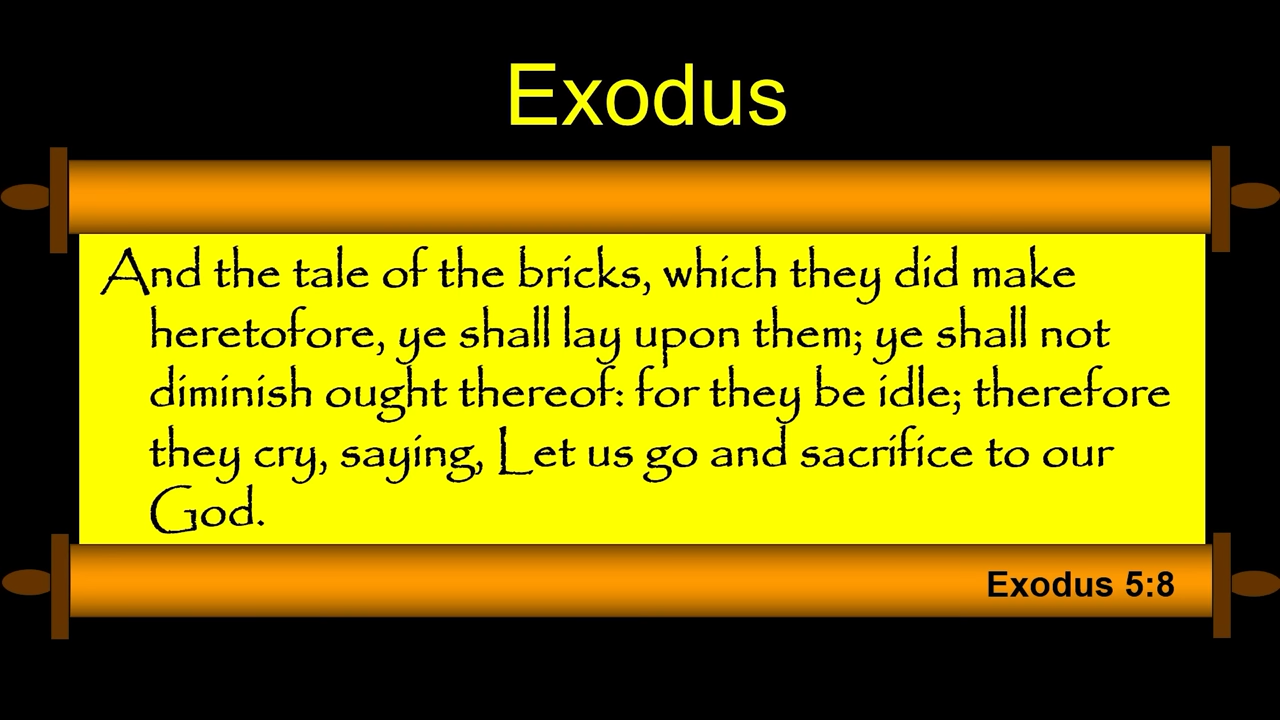 Exodus
And the tale of the bricks, which they did make
heretofore, ye shall lay upon them; ye shall not
diminish ought thereof: for they be idle; therefore
they cry, saying, Let us go and sacrifice to our
God.
Exodus 5:8